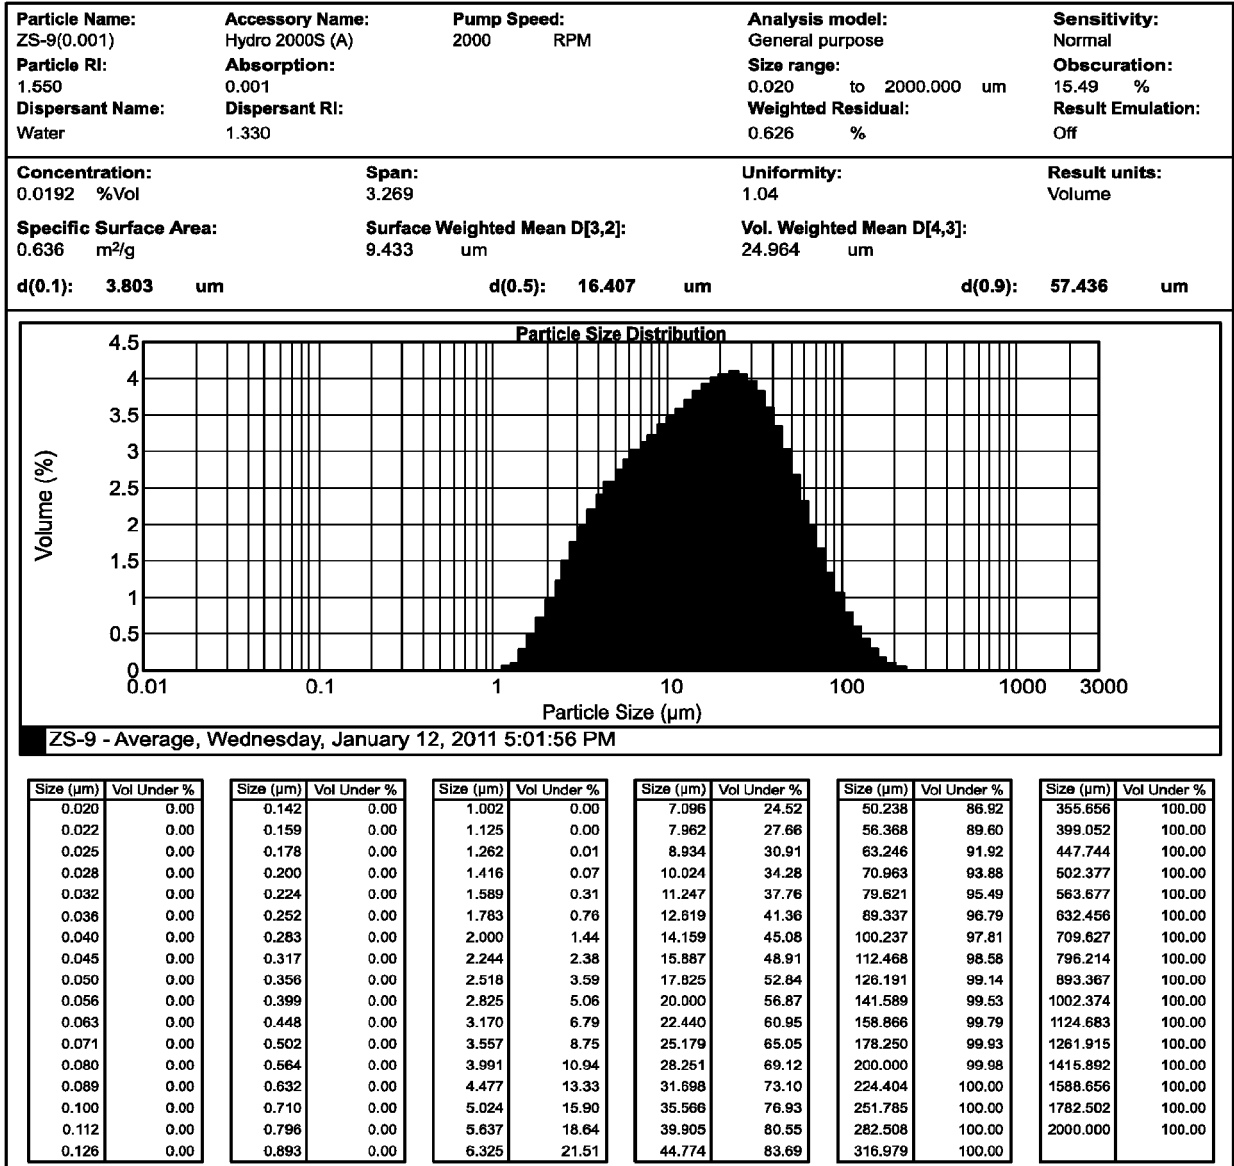 Particle Name: Accessory Name: Pump Speed: Analysis model: Sensitivity:
ZS-9(0.001) Hydro 2000S (A) 2000 RPM General purpose Normal
Particle RI: Absorption: Size range: Obscuration:
1.550 0.001 0.020 to 2000.000 um 15.49 %
Dispersant Name: Dispersant RI: Weighted Residual: Result Emulation:
Water 1.330 0.626 % Off
Concentration: Span: Uniformity: Result units:
0.0192 %Vol 3.269 1.04 Volume
Specific Surface Area: Surface Weighted Mean D[3,2]: Vol. Weighted Mean D[4,3]:
0.636 m²/g 9.433 um 24.964 um
d(0.1): 3.803 um d(0.5): 16.407 um d(0.9): 57.436 um
Particle Size Distribution
4.5
4
3.5
3
2.5
2
1.5
1
0.5
0
Volume (%)
0.01 0.1 1 10 100 1000 3000
Particle Size (µm)
ZS-9 - Average, Wednesday, January 12, 2011 5:01:56 PM
Size (µm) Vol Under % Size (µm) Vol Under % Size (µm) Vol Under % Size (µm) Vol Under % Size (µm) Vol Under % Size (µm) Vol Under %
0.020 0.00 0.142 0.00 1.002 0.00 7.096 24.52 50.238 86.92 355.656 100.00
0.022 0.00 0.159 0.00 1.125 0.00 7.962 27.66 56.368 89.60 399.052 100.00
0.025 0.00 0.178 0.00 1.262 0.01 8.934 30.91 63.246 91.92 447.744 100.00
0.028 0.00 0.200 0.00 1.416 0.07 10.024 34.28 70.963 93.88 502.377 100.00
0.032 0.00 0.224 0.00 1.589 0.31 11.247 37.76 79.621 95.49 563.677 100.00
0.036 0.00 0.252 0.00 1.783 0.76 12.619 41.36 89.337 96.79 632.456 100.00
0.040 0.00 0.283 0.00 2.000 1.44 14.159 45.08 100.237 97.81 709.627 100.00
0.045 0.00 0.317 0.00 2.244 2.38 15.887 48.91 112.468 98.58 796.214 100.00
0.050 0.00 0.356 0.00 2.518 3.59 17.825 52.84 126.191 99.14 893.367 100.00
0.056 0.00 0.399 0.00 2.825 5.06 20.000 56.87 141.589 99.53 1002.374 100.00
0.063 0.00 0.448 0.00 3.170 6.79 22.440 60.95 158.866 99.79 1124.683 100.00
0.071 0.00 0.502 0.00 3.557 8.75 25.179 65.05 178.250 99.93 1261.915 100.00
0.080 0.00 0.564 0.00 3.991 10.94 28.251 69.12 200.000 99.98 1415.892 100.00
0.089 0.00 0.632 0.00 4.477 13.33 31.698 73.10 224.404 100.00 1588.656 100.00
0.100 0.00 0.710 0.00 5.024 15.90 35.566 76.93 251.785 100.00 1782.502 100.00
0.112 0.00 0.796 0.00 5.637 18.64 39.905 80.55 282.508 100.00 2000.000 100.00
0.126 0.00 0.893 0.00 6.325 21.51 44.774 83.69 316.979 100.00